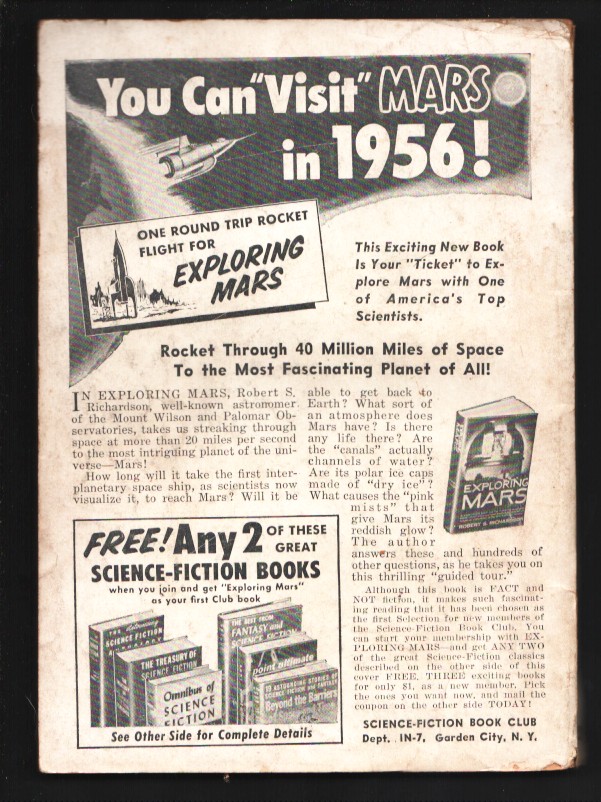 You Can "Visit" MARS
in 1956!
ONE ROUND TRIP ROCKET
FLIGHT FOR
EXPLORING
MARS
This Exciting New Book
Is Your "Ticket" to Ex-
plore Mars with One
of America's Top
Scientists.
Rocket Through 40 Million Miles of Space
To the Most Fascinating Planet of All!
IN EXPLORING MARS, Robert S.
Richardson, well-known astronomer
of the Mount Wilson and Palomar Ob-
servatories, takes us streaking through
space at more than 20 miles per second
to the most intriguing planet of the uni-
verse—Mars!
How long will it take the first inter-
planetary space ship, as scientists now
visualize it, to reach Mars? Will it be
able to get back to
Earth? What sort of
an atmosphere does
Mars have? Is there
any life there? Are
the "canals" actually
channels of water?
Are its polar ice caps
made of "dry ice"?
What causes the "pink
mists" that
give Mars its
reddish glow?
The author
answers these and hundreds of
other questions, as he takes you on
this thrilling "guided tour."
Although this book is FACT and
NOT fiction, it makes such fascinat-
ing reading that it has been chosen as
the first Selection for new members of
the Science-Fiction Book Club. You
can start your membership with EX-
PLORING MARS—and get ANY TWO
of the great Science-Fiction classics
described on the other side of this
cover FREE. THREE exciting books
for only $1, as a new member. Pick
the ones you want now, and mail the
coupon on the other side TODAY!
SCIENCE-FICTION BOOK CLUB
Dept. IN-7, Garden City, N. Y.
EXPLORING
MARS
ROBERT S. RICHARDSON
FREE! Any 2 OF THESE
GREAT
SCIENCE-FICTION BOOKS
when you join and get "Exploring Mars"
as your first Club book
THE Astounding
SCIENCE FICTION
ANTHOLOGY
THE TREASURY OF
SCIENCE FICTION
Omnibus of
SCIENCE
FICTION
THE BEST FROM
FANTASY and
SCIENCE FICTION
point ultimate
10 ASTOUNDING STORIES OF
SCIENCE FICTION and FANTASY
Beyond the Barriers
See Other Side for Complete Details